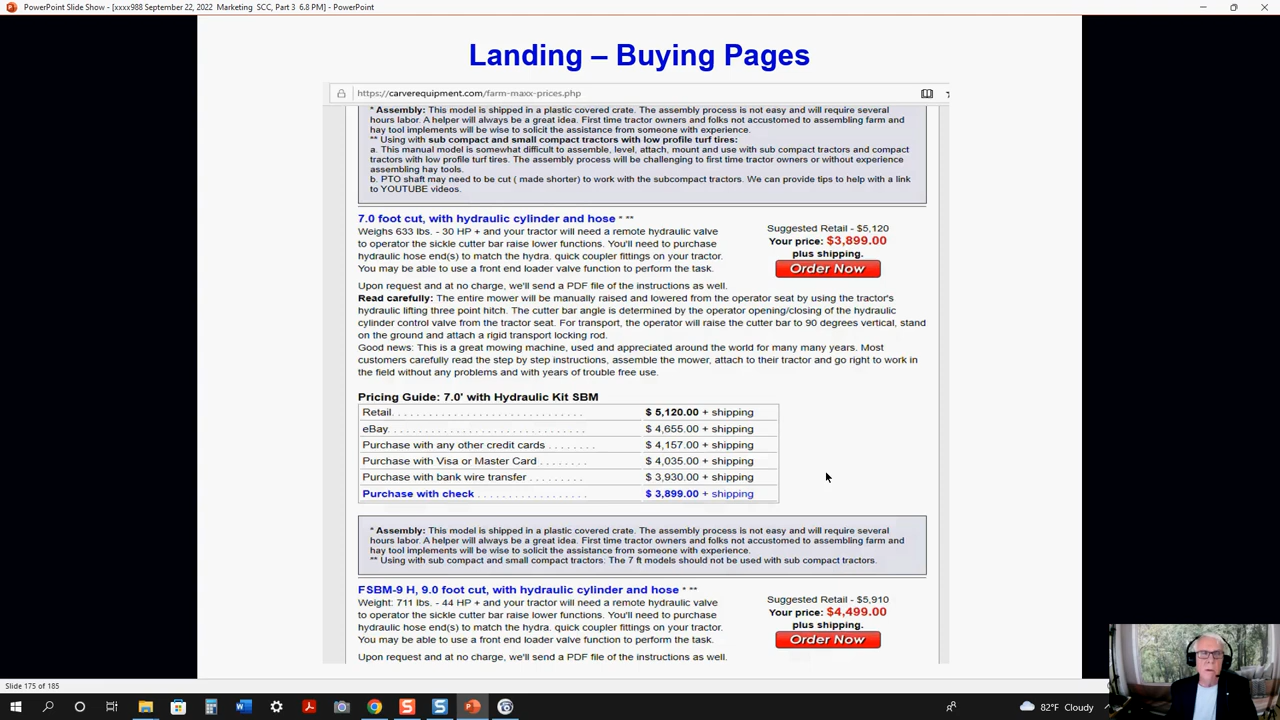 PowerPoint Slide Show - [xxxx988 September 22, 2022 Marketing SCC, Part 3 6.8 PM] - PowerPoint
Landing – Buying Pages
https://carverequipment.com/farm-maxx-prices.php
* Assembly: This model is shipped in a plastic covered crate. The assembly process is not easy and will require several
hours labor. A helper will always be a great idea. First time tractor owners and folks not accustomed to assembling farm and
hay tool implements will be wise to solicit the assistance from someone with experience.
** Using with sub compact and small compact tractors with low profile turf tires:
a. This manual model is somewhat difficult to assemble, level, attach, mount and use with sub compact tractors and compact
tractors with low profile turf tires. The assembly process will be challenging to first time tractor owners or without experience
assembling hay tools.
b. PTO shaft may need to be cut ( made shorter) to work with the subcompact tractors. We can provide tips to help with a link
to YOUTUBE videos.
7.0 foot cut, with hydraulic cylinder and hose * **
Weighs 633 lbs. - 30 HP + and your tractor will need a remote hydraulic valve
to operator the sickle cutter bar raise lower functions. You'll need to purchase
hydraulic hose end(s) to match the hydra. quick coupler fittings on your tractor.
You may be able to use a front end loader valve function to perform the task.
Suggested Retail - $5,120
Your price: $3,899.00
plus shipping.
Order Now
Upon request and at no charge, we'll send a PDF file of the instructions as well.
Read carefully: The entire mower will be manually raised and lowered from the operator seat by using the tractor's
hydraulic lifting three point hitch. The cutter bar angle is determined by the operator opening/closing of the hydraulic
cylinder control valve from the tractor seat. For transport, the operator will raise the cutter bar to 90 degrees vertical, stand
on the ground and attach a rigid transport locking rod.
Good news: This is a great mowing machine, used and appreciated around the world for many many years. Most
customers carefully read the step by step instructions, assemble the mower, attach to their tractor and go right to work in
the field without any problems and with years of trouble free use.
Pricing Guide: 7.0' with Hydraulic Kit SBM
Retail. . . . . . . . . . . . . . . . . . . . . . . . . . . . . . $ 5,120.00 + shipping
eBay. . . . . . . . . . . . . . . . . . . . . . . . . . . . . . $ 4,655.00 + shipping
Purchase with any other credit cards . . . . . . . . $ 4,157.00 + shipping
Purchase with Visa or Master Card . . . . . . . . $ 4,035.00 + shipping
Purchase with bank wire transfer . . . . . . . . . . $ 3,930.00 + shipping
Purchase with check . . . . . . . . . . . . . . . . . . $ 3,899.00 + shipping
* Assembly: This model is shipped in a plastic covered crate. The assembly process is not easy and will require several
hours labor. A helper will always be a great idea. First time tractor owners and folks not accustomed to assembling farm and
hay tool implements will be wise to solicit the assistance from someone with experience.
** Using with sub compact and small compact tractors: The 7 ft models should not be used with sub compact tractors.
FSBM-9 H, 9.0 foot cut, with hydraulic cylinder and hose * **
Weight: 711 lbs. - 44 HP + and your tractor will need a remote hydraulic valve
to operator the sickle cutter bar raise lower functions. You'll need to purchase
hydraulic hose end(s) to match the hydra. quick coupler fittings on your tractor.
You may be able to use a front end loader valve function to perform the task.
Suggested Retail - $5,910
Your price: $4,499.00
plus shipping.
Order Now
Upon request and at no charge, we'll send a PDF file of the instructions as well.
Slide 175 of 185
82°F Cloudy